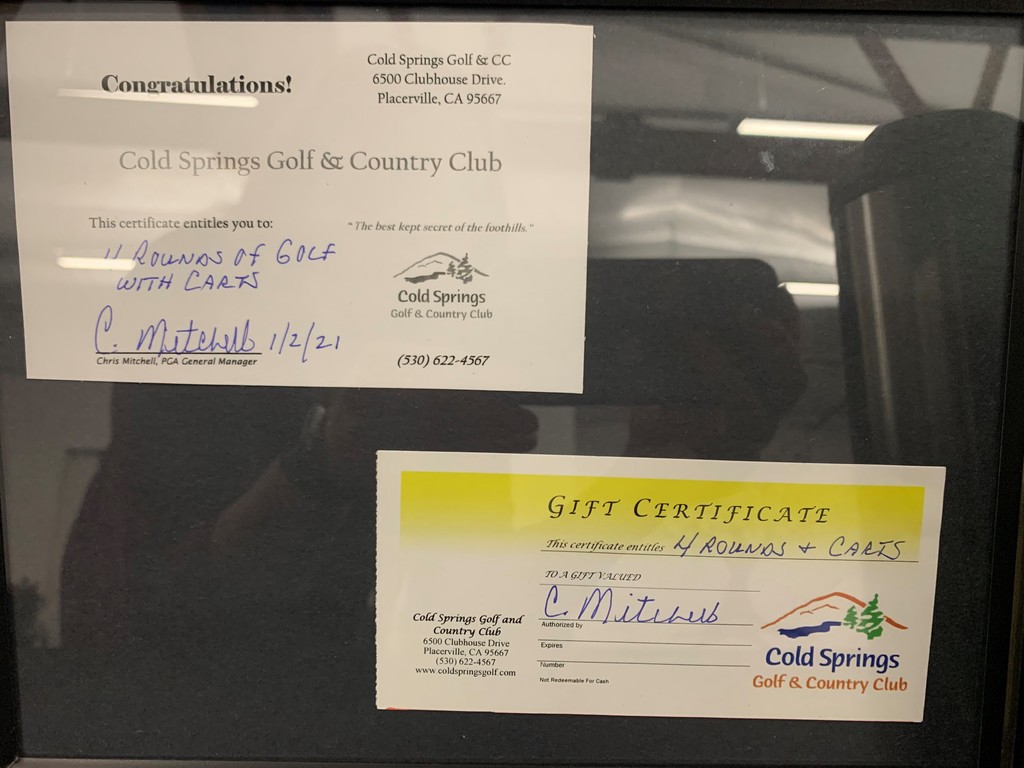 Congratulations!
Cold Springs Golf & CC
6500 Clubhouse Drive.
Placerville, CA 95667
Cold Springs Golf & Country Club
This certificate entitles you to:
"The best kept secret of the foothills."
4 ROUNDS OF GOLF
WITH CARTS
Cold Springs
Golf & Country Club
C. Mitchell 1/2/21
Chris Mitchell, PGA General Manager
(530) 622-4567
GIFT CERTIFICATE
This certificate entitles 4 ROUNDS + CARTS
TO A GIFT VALUED
C. Mitchell
Authorized by
Expires
Number
Not Redeemable For Cash
Cold Springs Golf and
Country Club
6500 Clubhouse Drive
Placerville, CA 95667
(530) 622-4567
www.coldspringsgolf.com
Cold Springs
Golf & Country Club